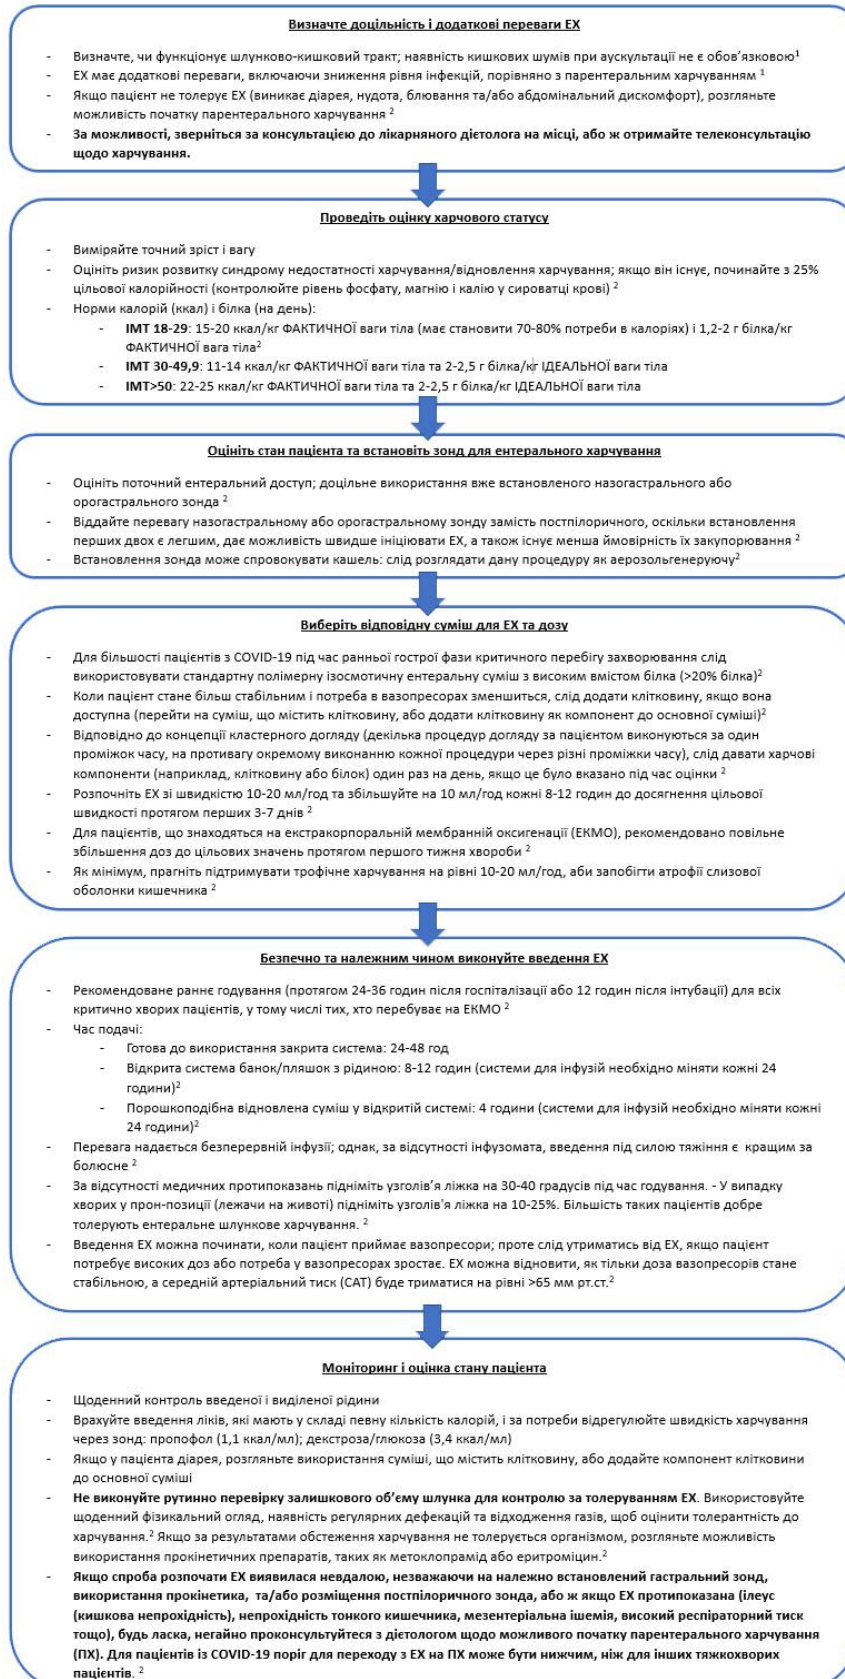 Визначте доцільність і додаткові переваги ЕХ
- Визначте, чи функціонує шлунково-кишковий тракт; наявність кишкових шумів при аускультації не є обов’язковою¹
- ЕХ має додаткові переваги, включаючи зниження рівня інфекцій, порівняно з парентеральним харчуванням ¹
- Якщо пацієнт не толерує ЕХ (виникає діарея, нудота, блювання та/або абдомінальний дискомфорт), розгляньте
можливість початку парентерального харчування ²
- За можливості, зверніться за консультацією до лікарняного дієтолога на місці, або ж отримайте телеконсультацію
щодо харчування.
Проведіть оцінку харчового статусу
- Виміряйте точний зріст і вагу
- Оцініть ризик розвитку синдрому недостатності харчування/відновлення харчування; якщо він існує, починайте з 25%
цільової калорійності (контролюйте рівень фосфату, магнію і калію у сироватці крові) ²
- Норми калорій (ккал) і білка (на день):
- ІМТ 18-29: 15-20 ккал/кг ФАКТИЧНОЇ ваги тіла (має становити 70-80% потреби в калоріях) і 1,2-2 г білка/кг
ФАКТИЧНОЇ вага тіла²
- ІМТ 30-49,9: 11-14 ккал/кг ФАКТИЧНОЇ ваги тіла та 2-2,5 г білка/кг ІДЕАЛЬНОЇ ваги тіла
- ІМТ>50: 22-25 ккал/кг ФАКТИЧНОЇ ваги тіла та 2-2,5 г білка/кг ІДЕАЛЬНОЇ ваги тіла
Оцініть стан пацієнта та встановіть зонд для ентерального харчування
- Оцініть поточний ентеральний доступ; доцільне використання вже встановленого назогастрального або
орогастрального зонда ²
- Віддайте перевагу назогастральному або орогастральному зонду замість постпілоричного, оскільки встановлення
перших двох є легшим, дає можливість швидше ініціювати ЕХ, а також існує менша ймовірність їх закупорювання ²
- Встановлення зонда може спровокувати кашель: слід розглядати дану процедуру як аерозольгенеруючу²
Виберіть відповідну суміш для ЕХ та дозу
- Для більшості пацієнтів з COVID-19 під час ранньої гострої фази критичного перебігу захворювання слід
використовувати стандартну полімерну ізосмотичну ентеральну суміш з високим вмістом білка (>20% білка)²
- Коли пацієнт стане більш стабільним і потреба в вазопресорах зменшиться, слід додати клітковину, якщо вона
доступна (перейти на суміш, що містить клітковину, або додати клітковину як компонент до основної суміші)²
- Відповідно до концепції кластерного догляду (декілька процедур догляду за пацієнтом виконуються за один
проміжок часу, на противагу окремому виконанню кожної процедури через різні проміжки часу), слід давати харчові
компоненти (наприклад, клітковину або білок) один раз на день, якщо це було вказано під час оцінки ²
- Розпочніть ЕХ зі швидкістю 10-20 мл/год та збільшуйте на 10 мл/год кожні 8-12 годин до досягнення цільової
швидкості протягом перших 3-7 днів ²
- Для пацієнтів, що знаходяться на екстракорпоральній мембранній оксигенації (ЕКМО), рекомендовано повільне
збільшення доз до цільових значень протягом першого тижня хвороби ²
- Як мінімум, прагніть підтримувати трофічне харчування на рівні 10-20 мл/год, аби запобігти атрофії слизової
оболонки кишечника ²
Безпечно та належним чином виконуйте введення ЕХ
- Рекомендоване раннє годування (протягом 24-36 годин після госпіталізації або 12 годин після інтубації) для всіх
критично хворих пацієнтів, у тому числі тих, хто перебуває на ЕКМО ²
- Час подачі:
- Готова до використання закрита система: 24-48 год
- Відкрита система банок/пляшок з рідиною: 8-12 годин (системи для інфузій необхідно міняти кожні 24
години)²
- Порошкоподібна відновлена суміш у відкритій системі: 4 години (системи для інфузій необхідно міняти кожні
24 години)²
- Перевага надається безперервній інфузії; однак, за відсутності інфузомата, введення під силою тяжіння є кращим за
болюсне ²
- За відсутності медичних протипоказань підніміть узголів’я ліжка на 30-40 градусів під час годування. - У випадку
хворих у прон-позиції (лежачи на животі) підніміть узголів'я ліжка на 10-25%. Більшість таких пацієнтів добре
толерують ентеральне шлункове харчування. ²
- Введення ЕХ можна починати, коли пацієнт приймає вазопресори; проте слід утриматись від ЕХ, якщо пацієнт
потребує високих доз або потреба у вазопресорах зростає. ЕХ можна відновити, як тільки доза вазопресорів стане
стабільною, а середній артеріальний тиск (САТ) буде триматися на рівні >65 мм рт.ст.²
Моніторинг і оцінка стану пацієнта
- Щоденний контроль введеної і виділеної рідини
- Врахуйте введення ліків, які мають у складі певну кількість калорій, і за потреби відрегулюйте швидкість харчування
через зонд: пропофол (1,1 ккал/мл); декстроза/глюкоза (3,4 ккал/мл)
- Якщо у пацієнта діарея, розгляньте використання суміші, що містить клітковину, або додайте компонент клітковини
до основної суміші
- Не виконуйте рутинно перевірку залишкового об’єму шлунка для контролю за толеруванням ЕХ. Використовуйте
щоденний фізикальний огляд, наявність регулярних дефекацій та відходження газів, щоб оцінити толерантність до
харчування.² Якщо за результатами обстеження харчування не толерується організмом, розгляньте можливість
використання прокінетичних препаратів, таких як метоклопрамід або еритроміцин.²
- Якщо спроба розпочати ЕХ виявилася невдалою, незважаючи на належно встановлений гастральний зонд,
використання прокінетика, та/або розміщення постпілоричного зонда, або ж якщо ЕХ протипоказана (ілеус
(кишкова непрохідність), непрохідність тонкого кишечника, мезентеріальна ішемія, високий респіраторний тиск
тощо), будь ласка, негайно проконсультуйтеся з дієтологом щодо можливого початку парентерального харчування
(ПХ). Для пацієнтів із COVID-19 поріг для переходу з ЕХ на ПХ може бути нижчим, ніж для інших тяжкохворих
пацієнтів. ²